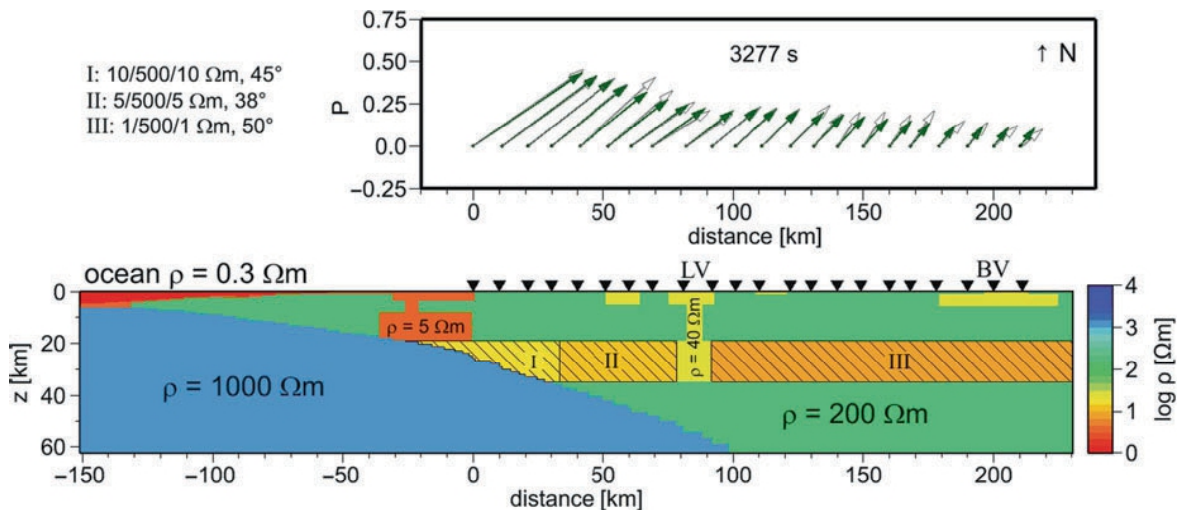 I: 10/500/10 Ωm, 45°
II: 5/500/5 Ωm, 38°
III: 1/500/1 Ωm, 50°
0.75
0.50
0.25
0.0
−0.25
P
3277 s
↑ N
0 50 100 150 200
distance [km]
ocean ρ = 0.3 Ωm
LV
BV
0
20
40
60
z [km]
ρ = 5 Ωm
I
II
ρ = 40 Ωm
III
ρ = 1000 Ωm
ρ = 200 Ωm
−150 −100 −50 0 50 100 150 200
distance [km]
4
3
2
1
0
log ρ [Ωm]